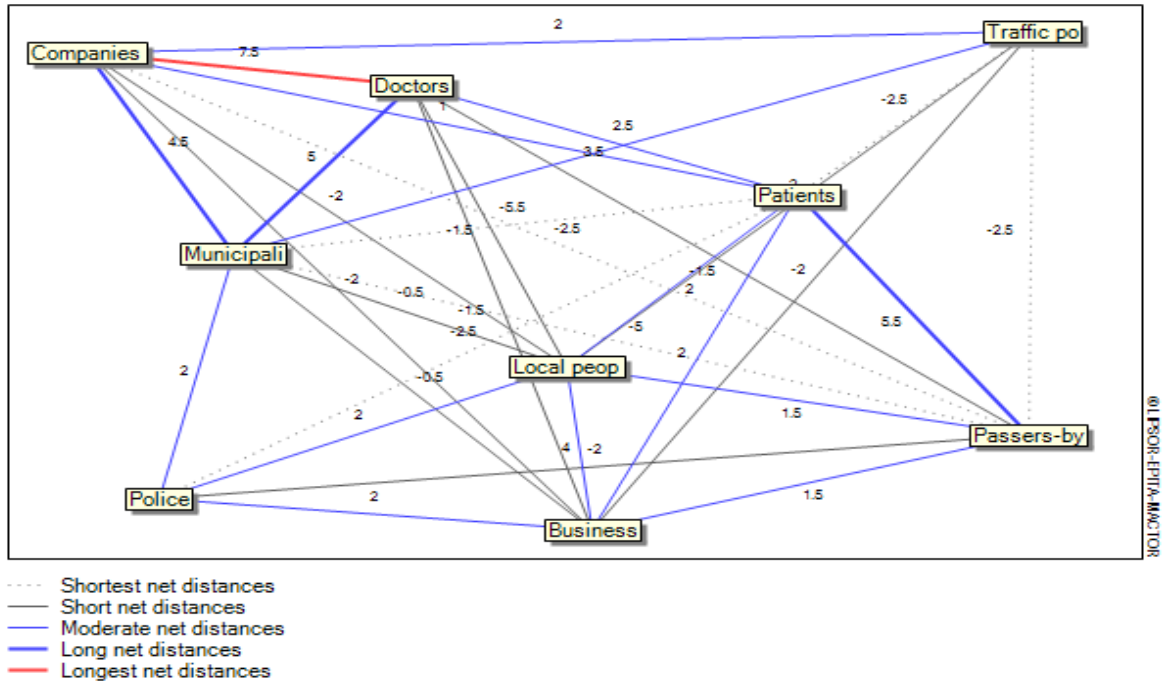 2
Traffic po
Companies
7.5
Doctors
1
-2.5
2.5
4.5
5
3.5
2
Patients
-2
-5.5
-1.5
-2.5
-2.5
Municipali
-2
-0.5
-1.5
2
-2
-1.5
-2.5
-5
5.5
2
2
Local peop
-0.5
2
1.5
Passers-by
4
-2
Police
2
1.5
Business
©LIPSOR-EPITA-MACTOR
Shortest net distances
Short net distances
Moderate net distances
Long net distances
Longest net distances